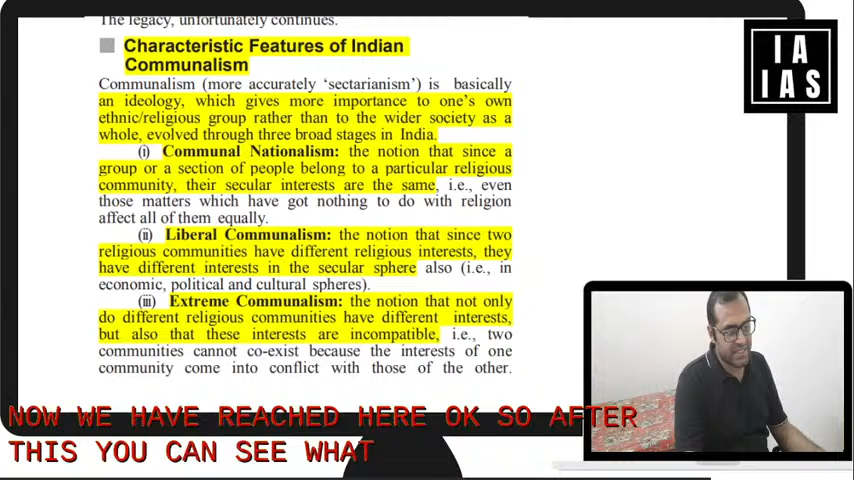 The legacy, unfortunately continues.
Characteristic Features of Indian
Communalism
Communalism (more accurately ‘sectarianism’) is basically
an ideology, which gives more importance to one’s own
ethnic/religious group rather than to the wider society as a
whole, evolved through three broad stages in India.
(i) Communal Nationalism: the notion that since a
group or a section of people belong to a particular religious
community, their secular interests are the same, i.e., even
those matters which have got nothing to do with religion
affect all of them equally.
(ii) Liberal Communalism: the notion that since two
religious communities have different religious interests, they
have different interests in the secular sphere also (i.e., in
economic, political and cultural spheres).
(iii) Extreme Communalism: the notion that not only
do different religious communities have different interests,
but also that these interests are incompatible, i.e., two
communities cannot co-exist because the interests of one
community come into conflict with those of the other.
IA
IAS
NOW WE HAVE REACHED HERE OK SO AFTER
THIS YOU CAN SEE WHAT